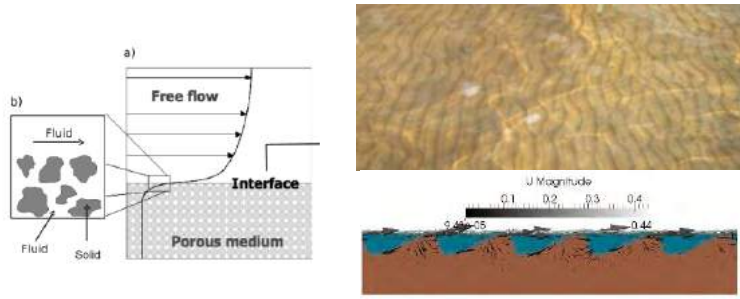 a)
Free flow
b)
Fluid
Interface
Porous medium
Fluid
Solid
U Magnitude
0.1 0.2 0.3 0.4
0.44